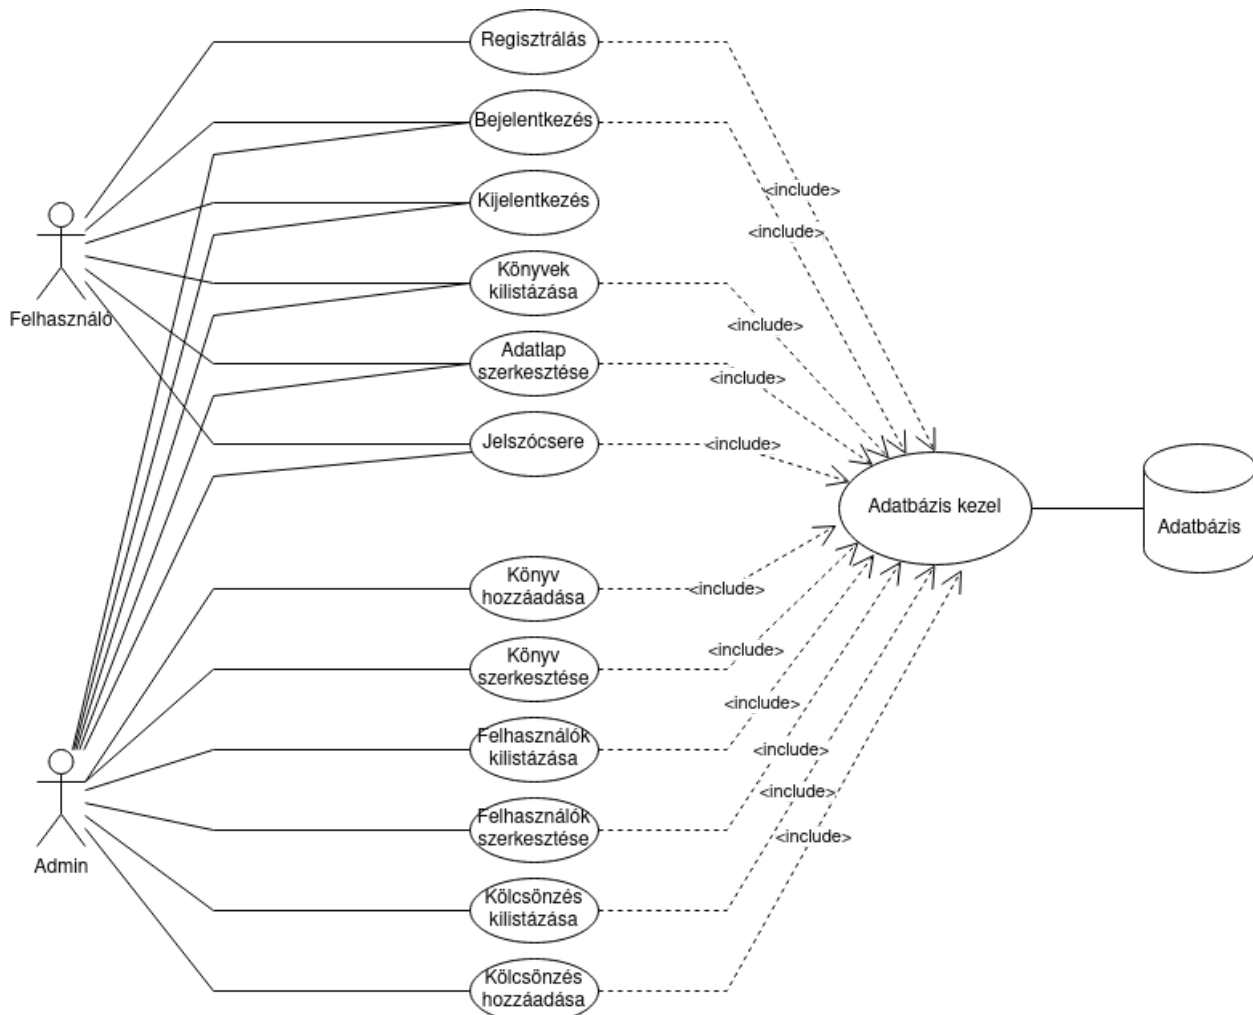 Regisztrálás
Bejelentkezés
<include>
Kijelentkezés
<include>
Könyvek
kilistázása
Felhasználó
<include>
Adatlap
szerkesztése
<include>
Jelszócsere
<include>
Adatbázis kezel
Adatbázis
Könyv
hozzáadása
<include>
Könyv
szerkesztése
<include>
Felhasználók
kilistázása
<include>
<include>
Felhasználók
szerkesztése
<include>
Admin
<include>
Kölcsönzés
kilistázása
Kölcsönzés
hozzáadása